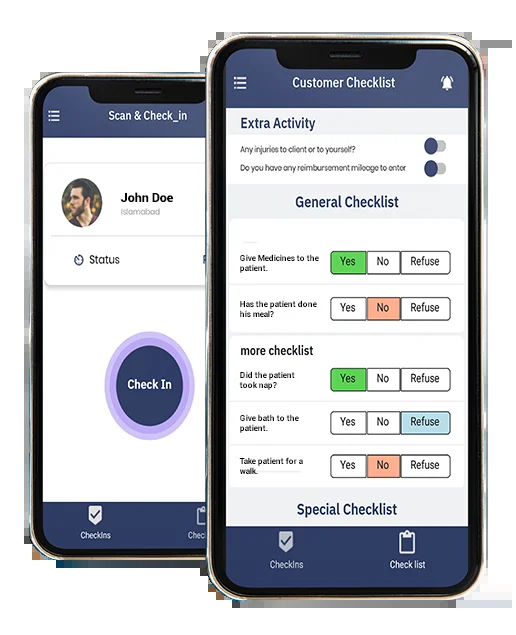 Scan & Check_in
John Doe
Islamabad
Status
Check In
CheckIns
Customer Checklist
Extra Activity
Any injuries to client or to yourself?
Do you have any reimbursement mileage to enter
General Checklist
Give Medicines to the
patient.
Yes No Refuse
Has the patient done
his meal?
Yes No Refuse
more checklist
Did the patient
took nap?
Yes No Refuse
Give bath to the
patient.
Yes No Refuse
Take patient for a
walk.
Yes No Refuse
Special Checklist
CheckIns
Check list